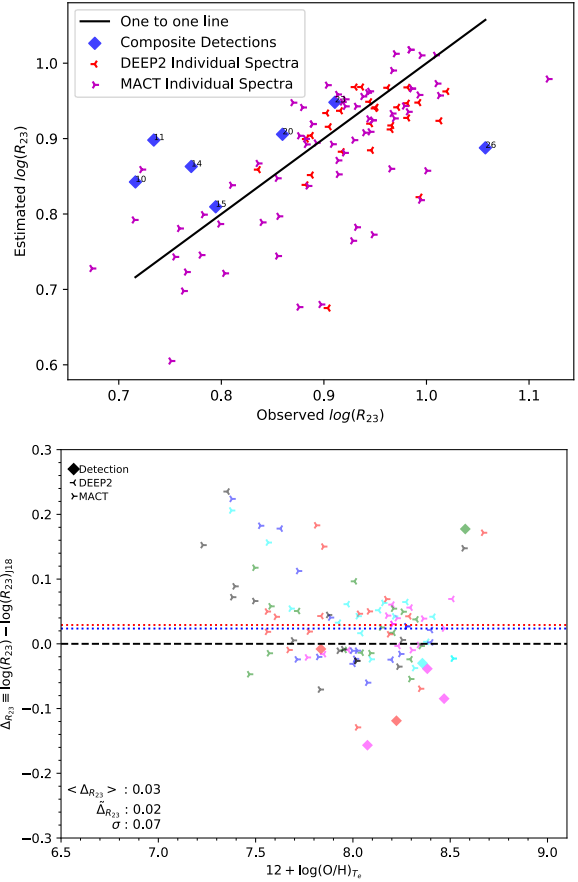 One to one line
Composite Detections
DEEP2 Individual Spectra
MACT Individual Spectra
Estimated log(R23)
1.0
0.9
0.8
0.7
0.6
11
10
14
15
20
26
0.7 0.8 0.9 1.0 1.1
Observed log(R23)
Detection
DEEP2
MACT
Δ_{R23} ≡ log(R23) − log(R23)_{J18}
0.3
0.2
0.1
0.0
−0.1
−0.2
−0.3
< Δ_{R23} > : 0.03
Δ̃_{R23} : 0.02
σ : 0.07
6.5 7.0 7.5 8.0 8.5 9.0
12 + log(O/H)_{Te}